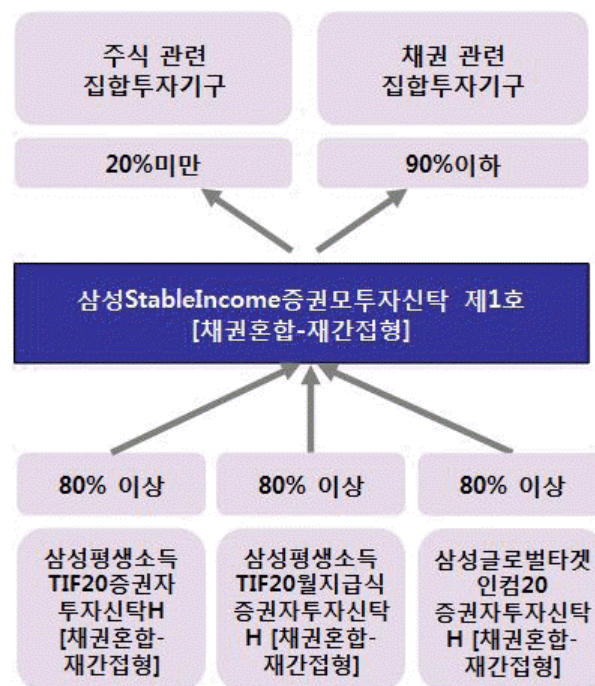 주식 관련
집합투자기구
채권 관련
집합투자기구
20%미만
90%이하
삼성StableIncome증권모투자신탁 제1호
[채권혼합-재간접형]
80% 이상
80% 이상
80% 이상
삼성평생소득
TIF20증권자
투자신탁H
[채권혼합-
재간접형]
삼성평생소득
TIF20월지급식
증권자투자신탁
H [채권혼합-
재간접형]
삼성글로벌타겟
인컴20
증권자투자신탁
H [채권혼합-
재간접형]